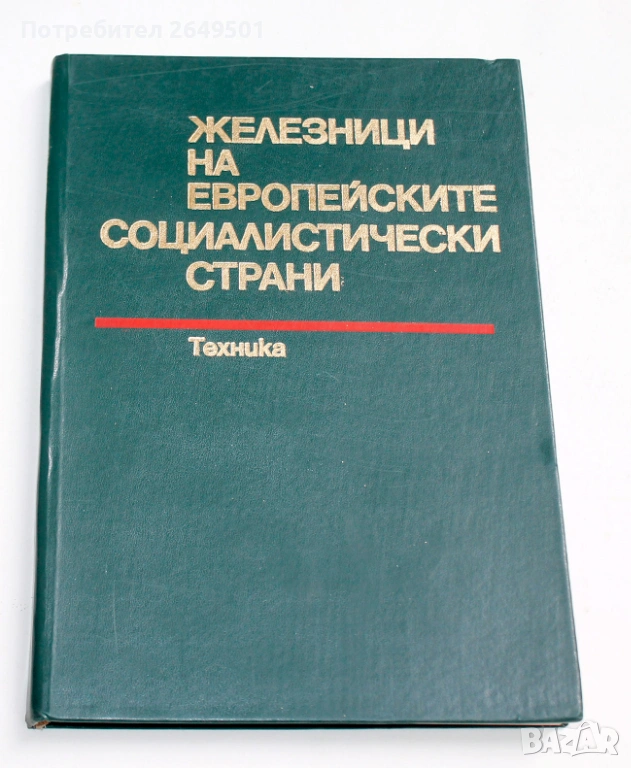 Потребител 2649501
ЖЕЛЕЗНИЦИ
НА
ЕВРОПЕЙСКИТЕ
СОЦИАЛИСТИЧЕСКИ
СТРАНИ
Техника
BAZAR